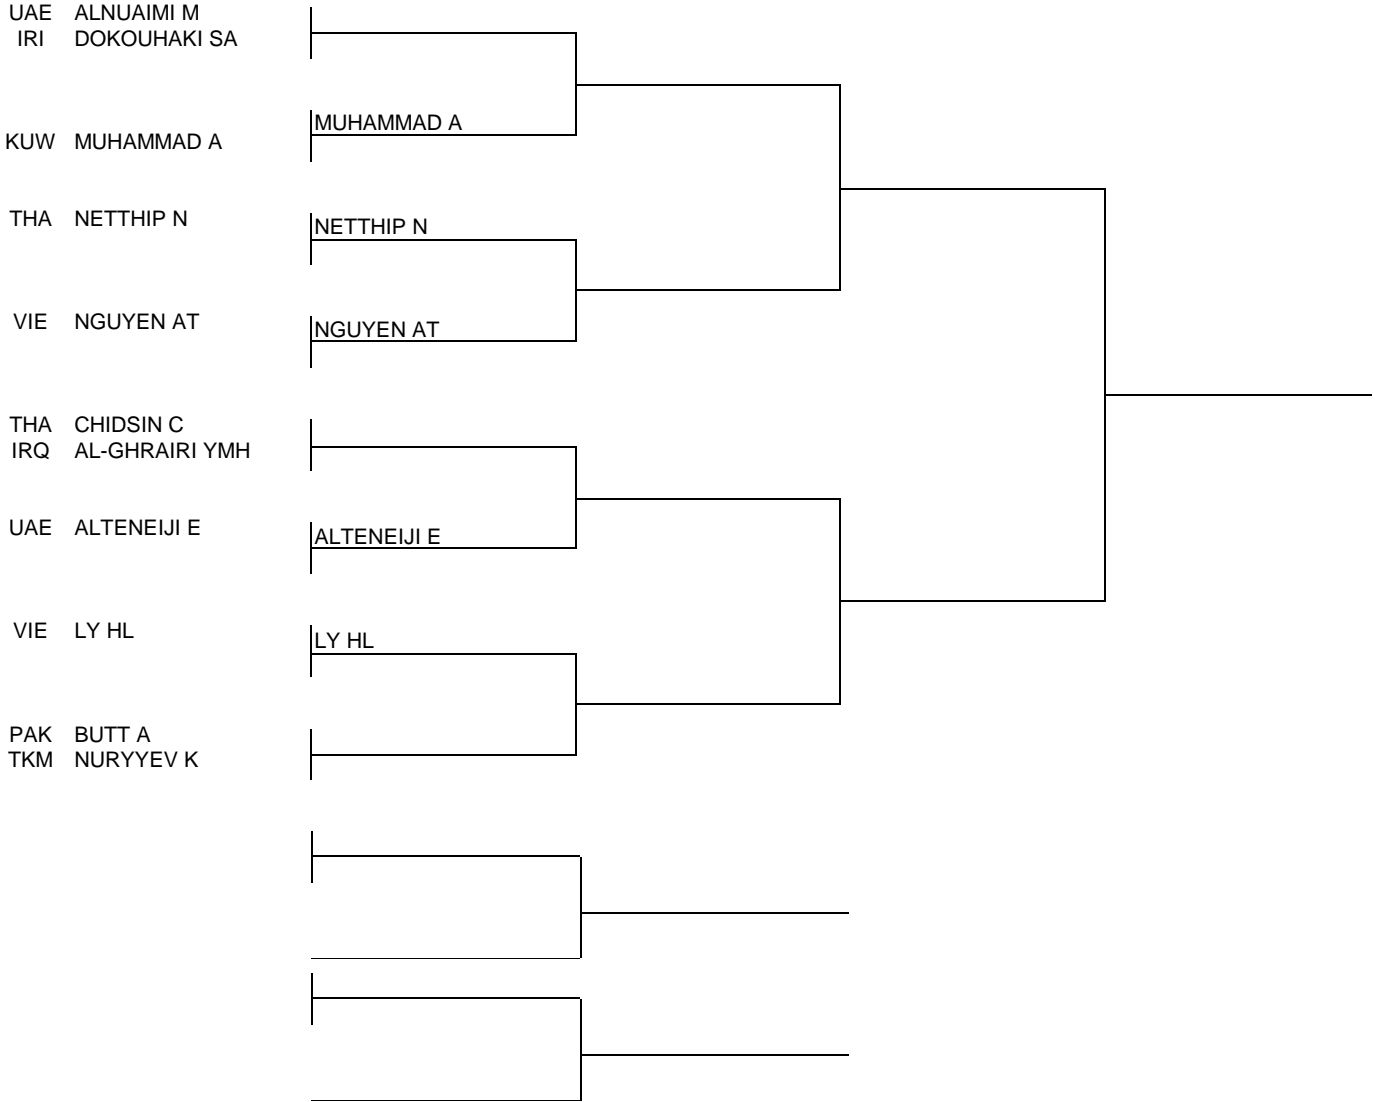 UAE ALNUAIMI M
IRI DOKOUHAKI SA
MUHAMMAD A
KUW MUHAMMAD A
THA NETTHIP N
NETTHIP N
VIE NGUYEN AT
NGUYEN AT
THA CHIDSIN C
IRQ AL-GHRAIRI YMH
UAE ALTENEIJI E
ALTENEIJI E
VIE LY HL
LY HL
PAK BUTT A
TKM NURYYEV K